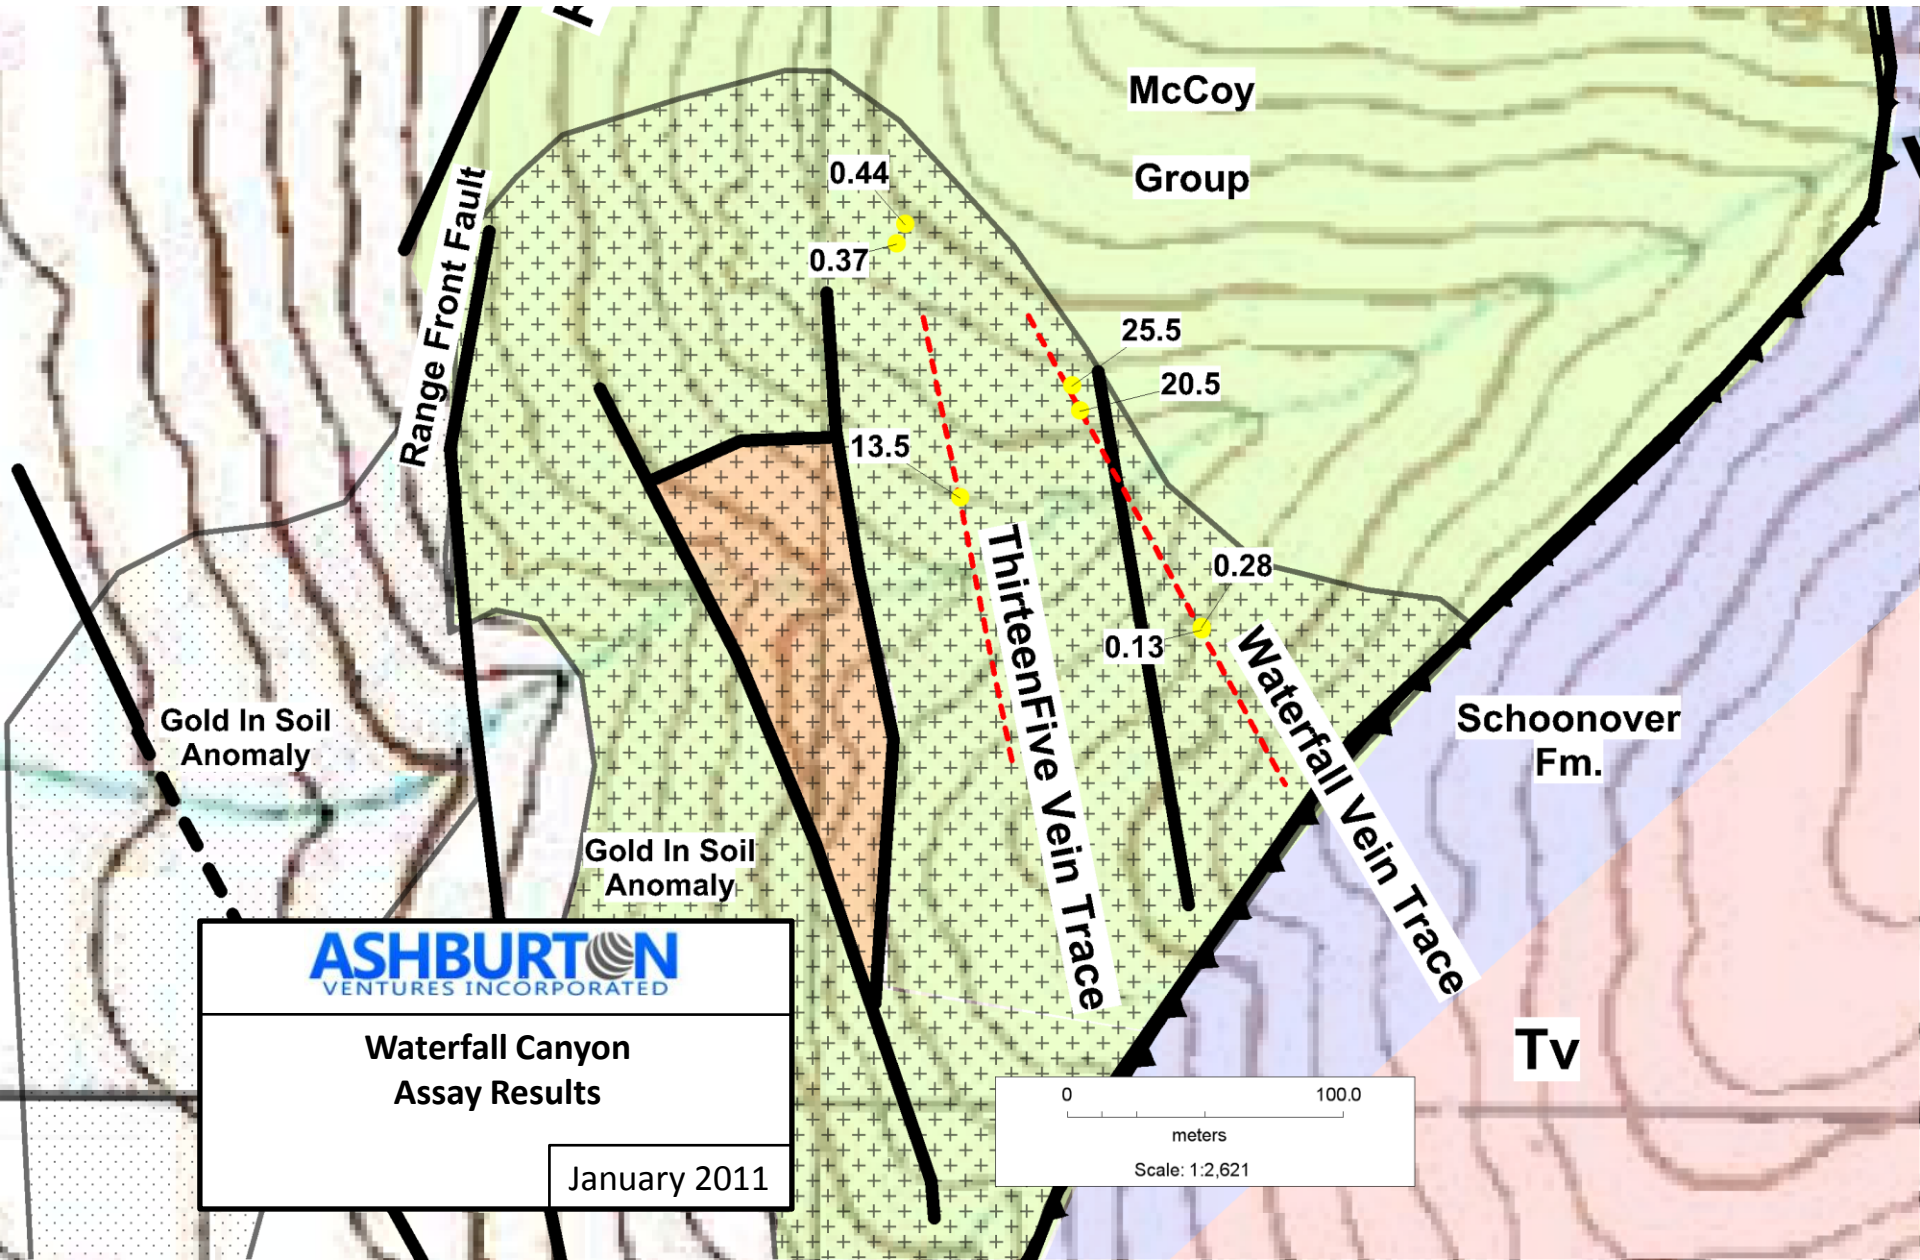 McCoy
Group
0.44
0.37
Range Front Fault
25.5
20.5
13.5
0.28
0.13
ThirteenFive Vein Trace
Waterfall Vein Trace
Gold In Soil
Anomaly
Schoonover
Fm.
Gold In Soil
Anomaly
Tv
ASHBURTON
VENTURES INCORPORATED
Waterfall Canyon
Assay Results
January 2011
0 100.0
meters
Scale: 1:2,621